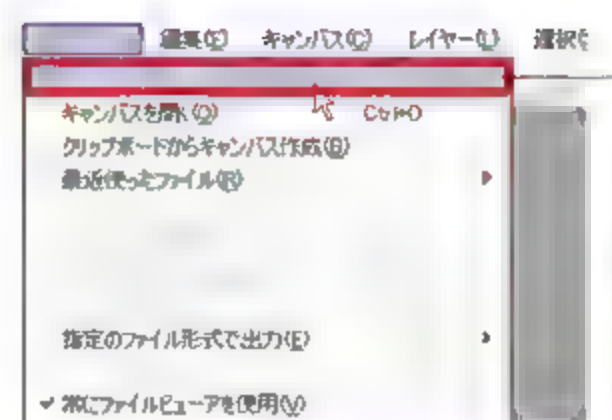 編集(E) キャンバス(C) レイヤー(L) 選択(
キャンバスを開く(O) Ctrl+O
クリップボードからキャンバス作成(B)
最近使ったファイル(R)
指定のファイル形式で出力(E)
✓ 常にファイルビューアを使用(V)